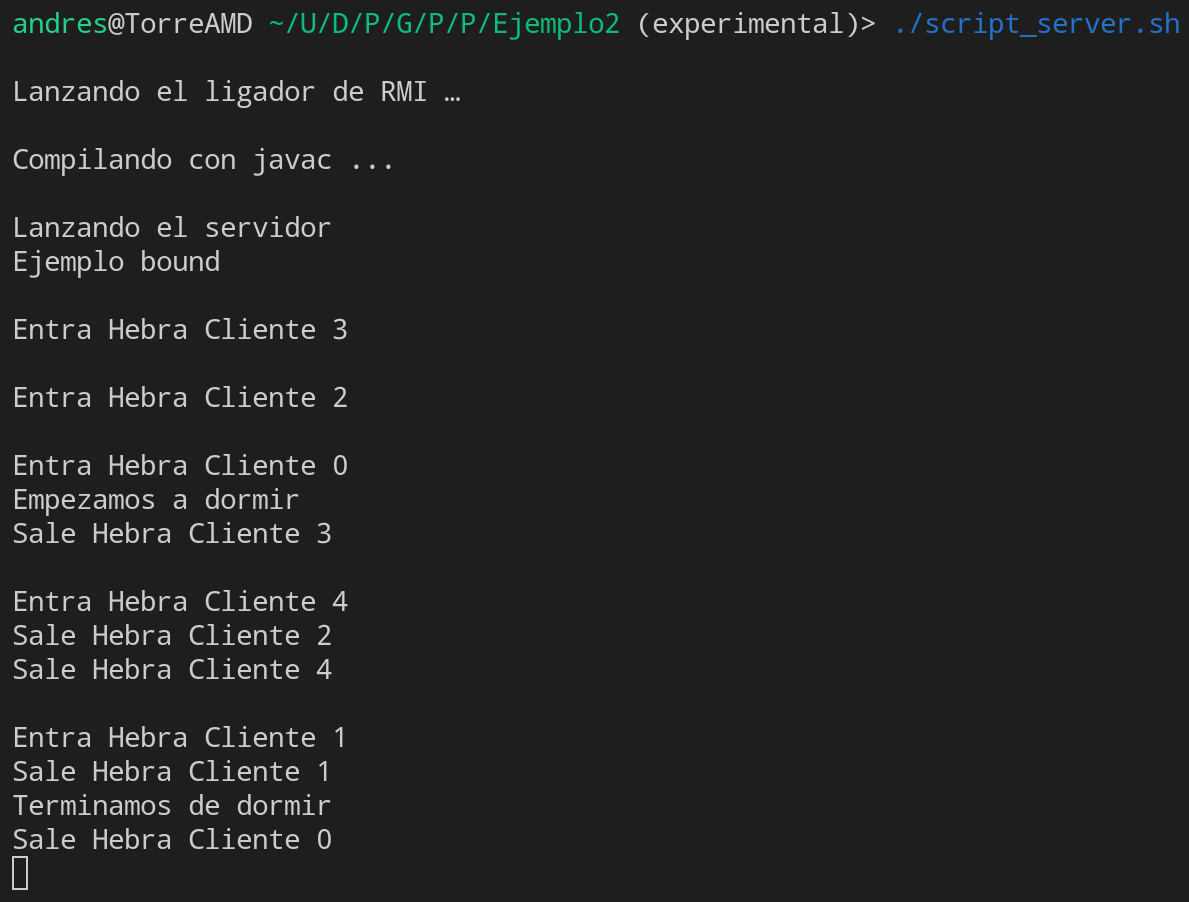 andres@TorreAMD ~/U/D/P/G/P/P/Ejemplo2 (experimental)> ./script_server.sh
Lanzando el ligador de RMI …
Compilando con javac ...
Lanzando el servidor
Ejemplo bound
Entra Hebra Cliente 3
Entra Hebra Cliente 2
Entra Hebra Cliente 0
Empezamos a dormir
Sale Hebra Cliente 3
Entra Hebra Cliente 4
Sale Hebra Cliente 2
Sale Hebra Cliente 4
Entra Hebra Cliente 1
Sale Hebra Cliente 1
Terminamos de dormir
Sale Hebra Cliente 0